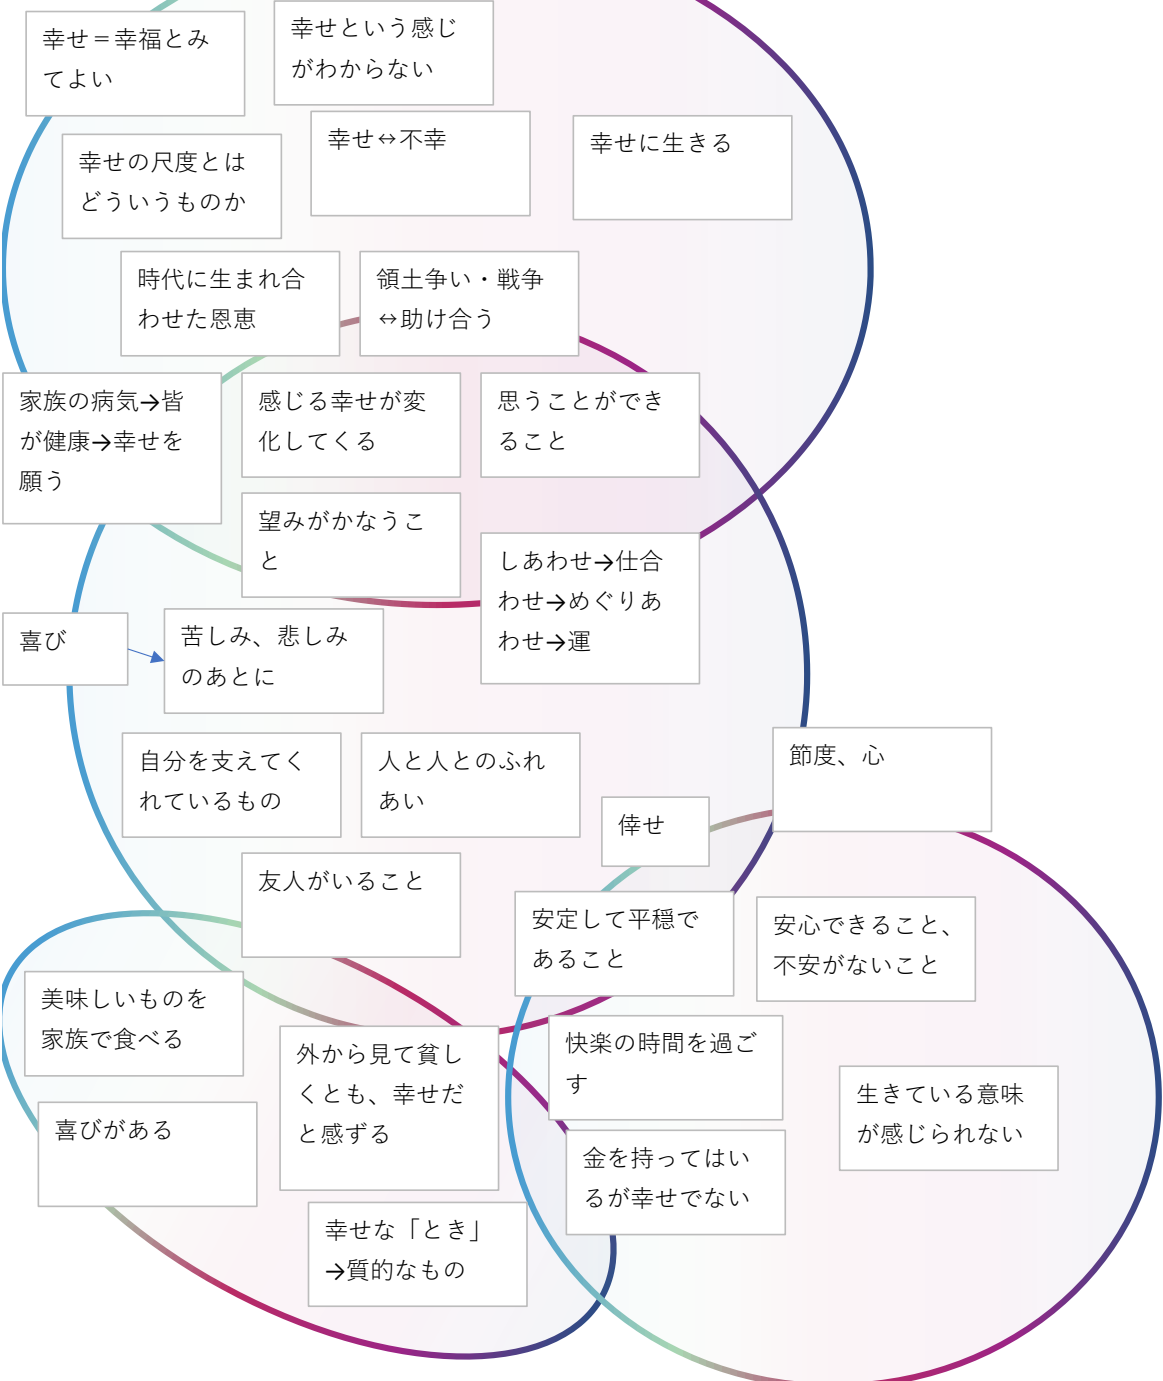 幸せ＝幸福とみ
てよい
幸せという感じ
がわからない
幸せ↔不幸
幸せに生きる
幸せの尺度とは
どういうものか
時代に生まれ合
わせた恩恵
領土争い・戦争
↔助け合う
家族の病気→皆
が健康→幸せを
願う
感じる幸せが変
化してくる
思うことができ
ること
望みがかなうこ
と
しあわせ→仕合
わせ→めぐりあ
わせ→運
喜び
苦しみ、悲しみ
のあとに
自分を支えてく
れているもの
人と人とのふれ
あい
節度、心
倖せ
友人がいること
安定して平穏で
あること
安心できること、
不安がないこと
美味しいものを
家族で食べる
外から見て貧し
くとも、幸せだ
と感ずる
快楽の時間を過ご
す
生きている意味
が感じられない
喜びがある
金を持ってはい
るが幸せでない
幸せな「とき」
→質的なもの